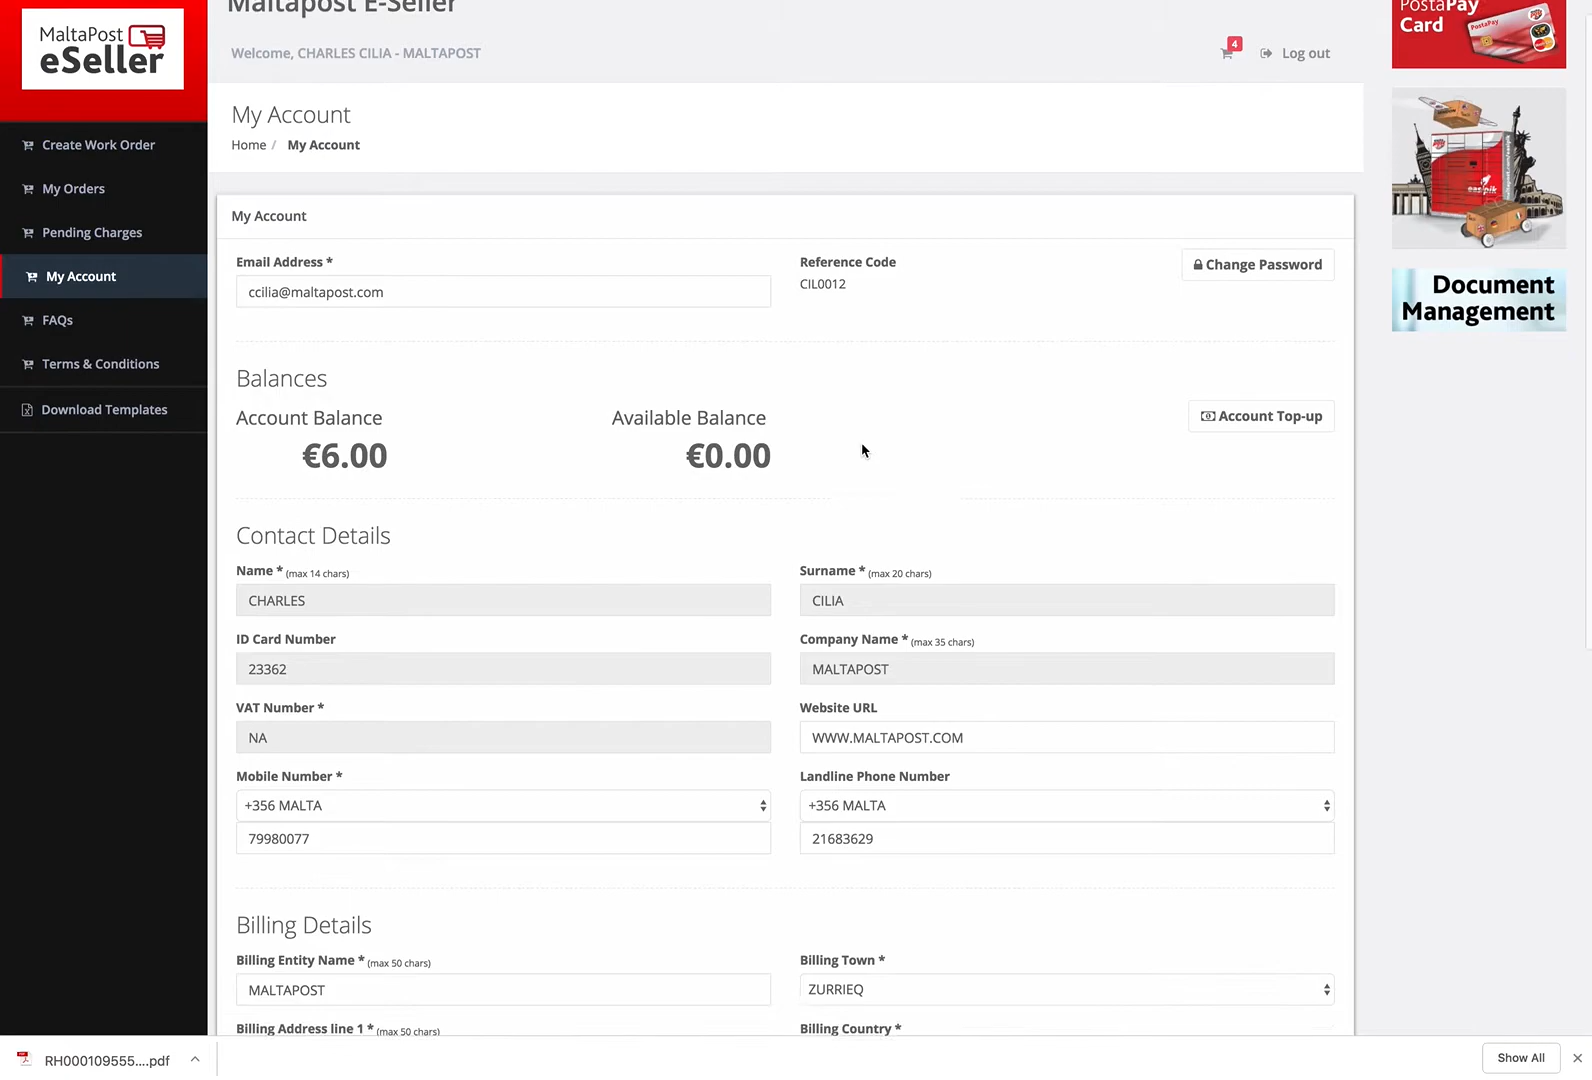 Maltapost E-Seller
MaltaPost
eSeller
Welcome, CHARLES CILIA - MALTAPOST
4
Log out
PostaPay
Card
PostaPay
My Account
Home / My Account
Create Work Order
My Orders
Pending Charges
My Account
FAQs
Terms & Conditions
Download Templates
My Account
Email Address *
ccilia@maltapost.com
Reference Code
CIL0012
Change Password
easipik
Document
Management
Balances
Account Balance
€6.00
Available Balance
€0.00
Account Top-up
Contact Details
Name * (max 14 chars)
CHARLES
Surname * (max 20 chars)
CILIA
ID Card Number
23362
Company Name * (max 35 chars)
MALTAPOST
VAT Number *
NA
Website URL
WWW.MALTAPOST.COM
Mobile Number *
+356 MALTA
79980077
Landline Phone Number
+356 MALTA
21683629
Billing Details
Billing Entity Name * (max 50 chars)
MALTAPOST
Billing Town *
ZURRIEQ
Billing Address line 1 * (max 50 chars)
Billing Country *
RH000109555....pdf
Show All